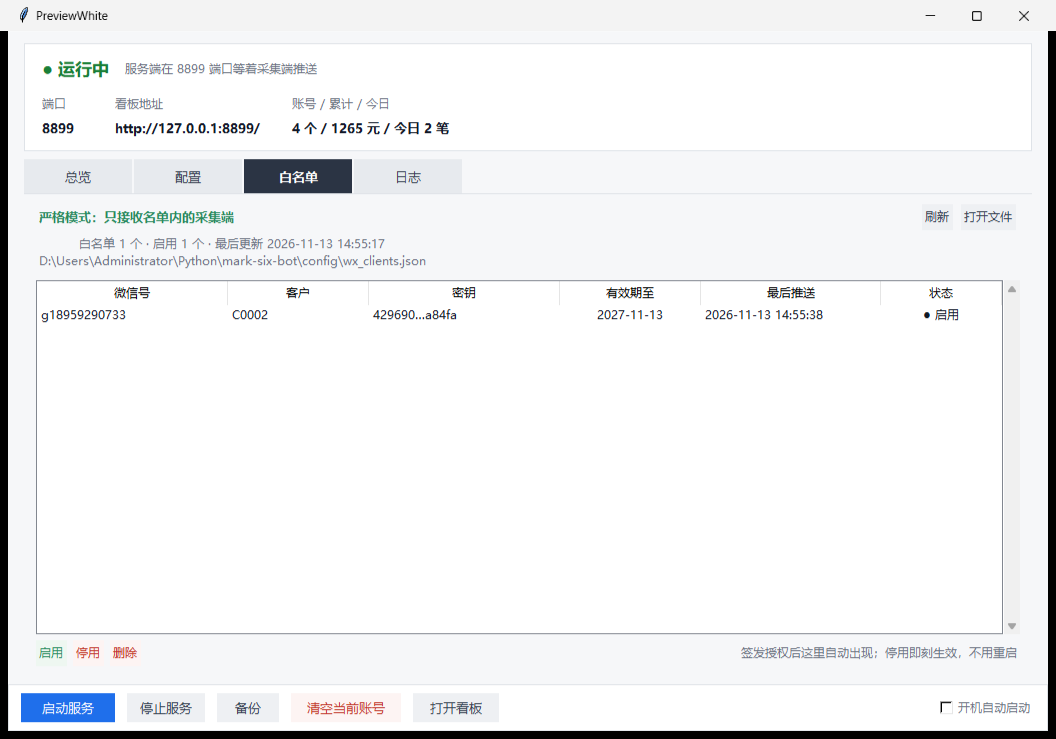 PreviewWhite
● 运行中 服务端在 8899 端口等着采集端推送
端口 看板地址 账号 / 累计 / 今日
8899 http://127.0.0.1:8899/ 4 个 / 1265 元 / 今日 2 笔
总览 配置 白名单 日志
严格模式：只接收名单内的采集端 刷新 打开文件
白名单 1 个 · 启用 1 个 · 最后更新 2026-11-13 14:55:17
D:\Users\Administrator\Python\mark-six-bot\config\wx_clients.json
微信号 客户 密钥 有效期至 最后推送 状态
g18959290733 C0002 429690...a84fa 2027-11-13 2026-11-13 14:55:38 ● 启用
启用 停用 删除 签发授权后这里自动出现；停用即刻生效，不用重启
启动服务 停止服务 备份 清空当前账号 打开看板 开机自动启动